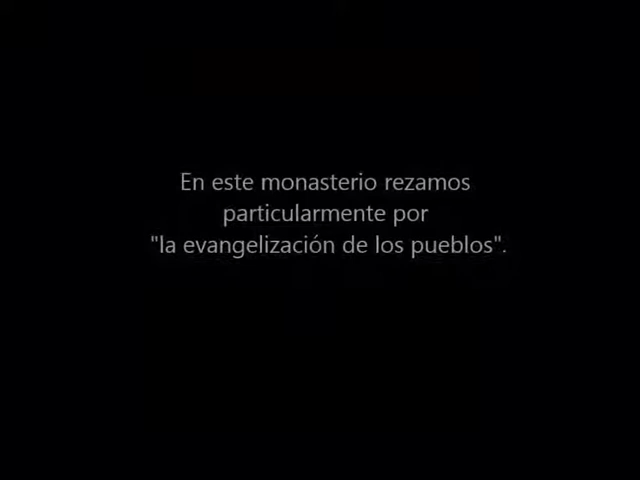 En este monasterio rezamos
particularmente por
"la evangelización de los pueblos".